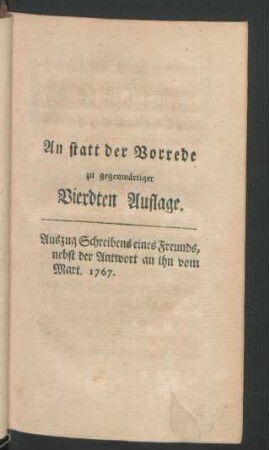 An statt der Vorrede
zu gegenwärtiger
Vierdten Auflage.
Auszug Schreibens eines Freunds,
nebst der Antwort an ihn vom
Mart. 1767.